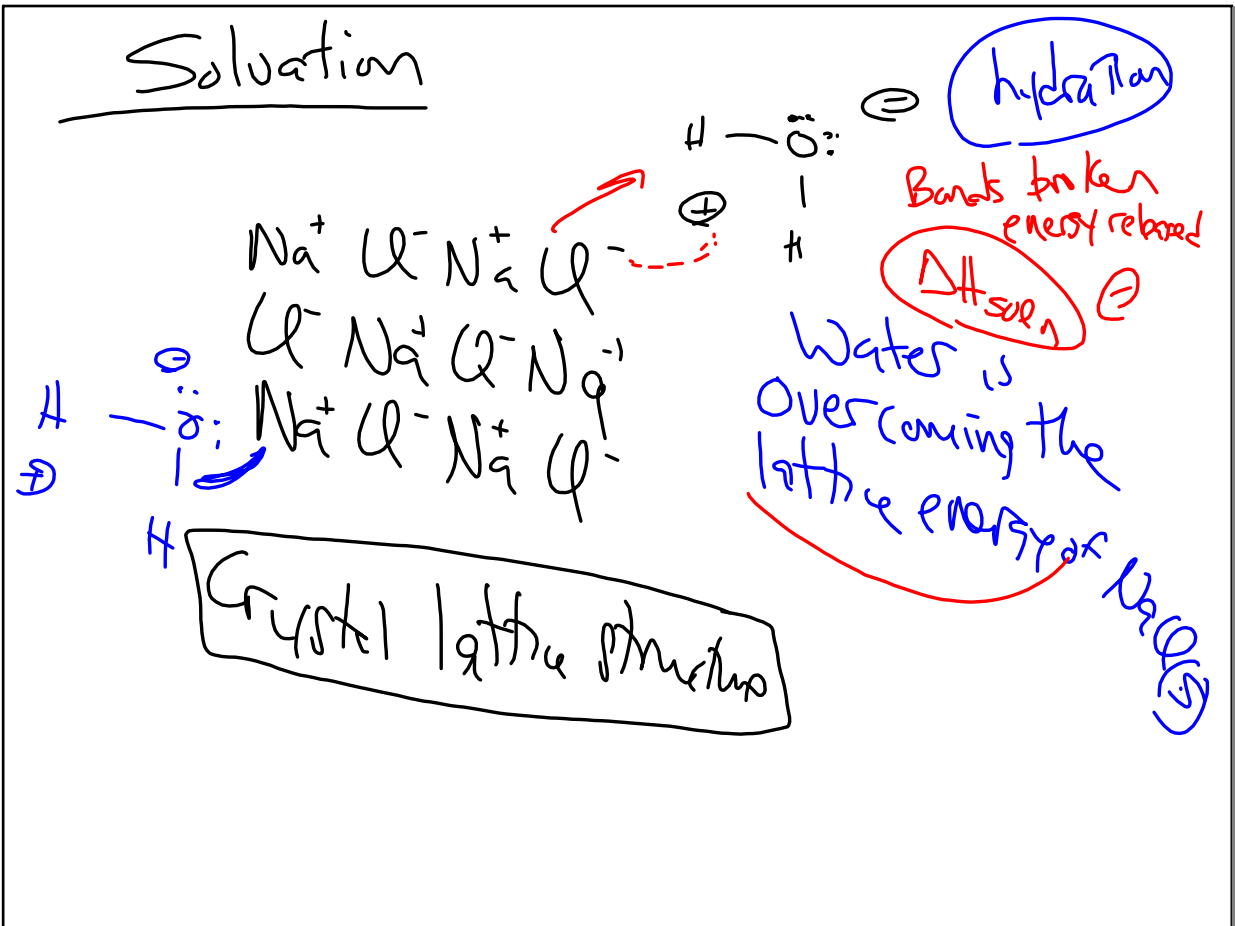 Solvation
hydration
H — Ö: ⊖
⊕
H
Bonds broken
energy released
ΔHsoln ⊖
Na⁺ Cl⁻ Na⁺ Cl⁻
Cl⁻ Na⁺ Cl⁻ Na⁺
Na⁺ Cl⁻ Na⁺ Cl⁻
⊖
H — Ö:
⊕
H
Water is
Overcoming the
lattice energy of NaCl(s)
Crystal lattice structure